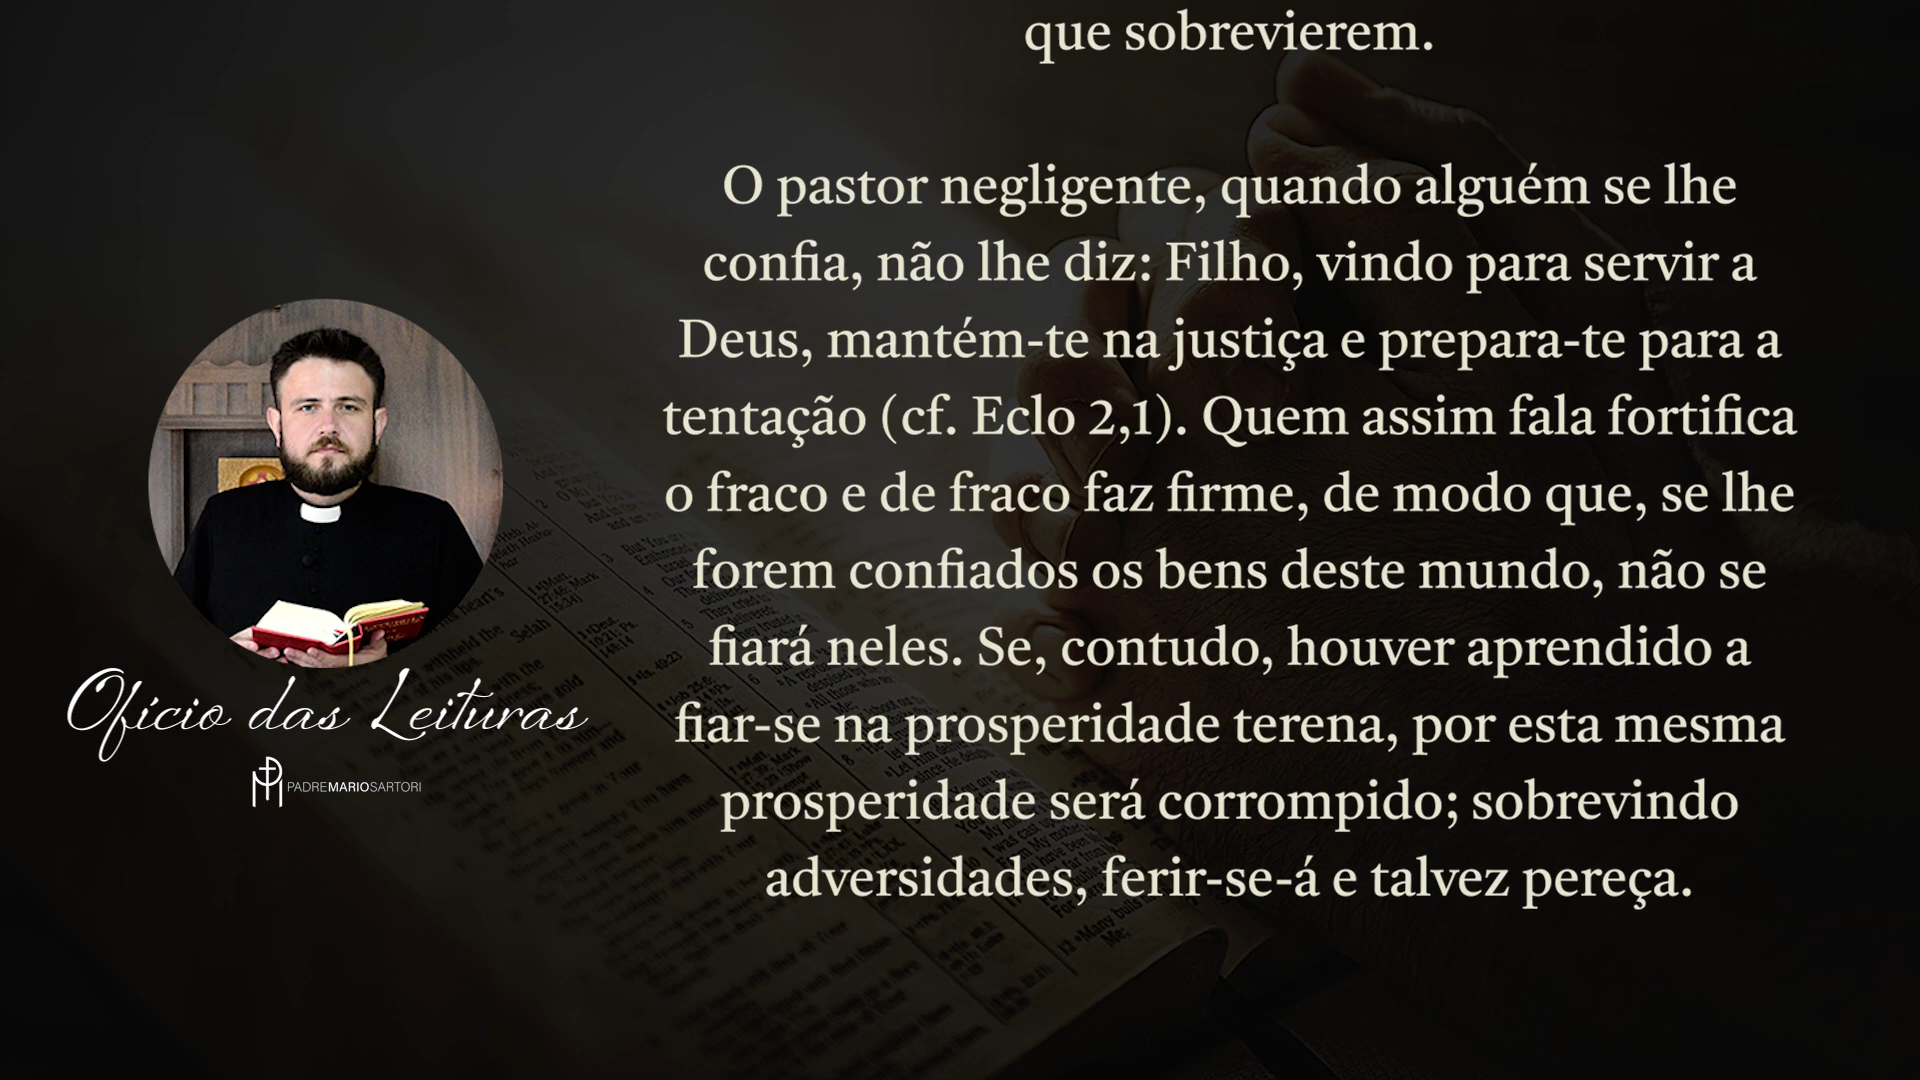 que sobrevierem.
O pastor negligente, quando alguém se lhe
confia, não lhe diz: Filho, vindo para servir a
Deus, mantém-te na justiça e prepara-te para a
tentação (cf. Eclo 2,1). Quem assim fala fortifica
o fraco e de fraco faz firme, de modo que, se lhe
forem confiados os bens deste mundo, não se
fiará neles. Se, contudo, houver aprendido a
fiar-se na prosperidade terena, por esta mesma
prosperidade será corrompido; sobrevindo
adversidades, ferir-se-á e talvez pereça.
Ofício das Leituras
PADREMARIOSARTORI